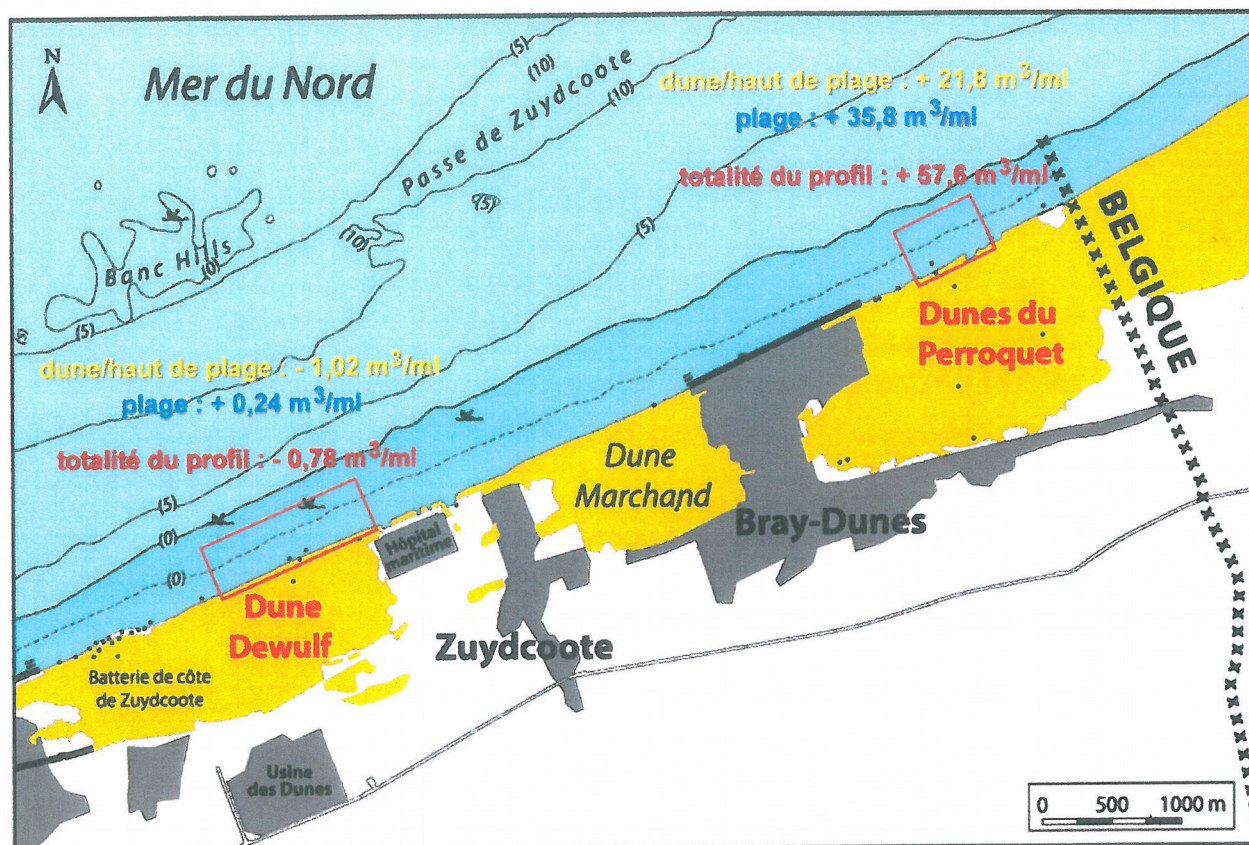 N
Mer du Nord
(5)
(10)
(5)
(10)
Passe de Zuydcoote
dune/haut de plage : + 21,8 m³/ml
plage : + 35,8 m³/ml
totalité du profil : + 57,6 m³/ml
(5)
(10)
(5)
Banc Hills
(0)
(5)
(5)
BELGIQUE
Dunes du
Perroquet
dune/haut de plage : - 1,02 m³/ml
plage : + 0,24 m³/ml
totalité du profil : - 0,78 m³/ml
(5)
(0)
(0)
Dune
Marchand
Bray-Dunes
Hôpital
maritime
Dune
Dewulf
Zuydcoote
Batterie de côte
de Zuydcoote
Usine
des Dunes
0 500 1000 m